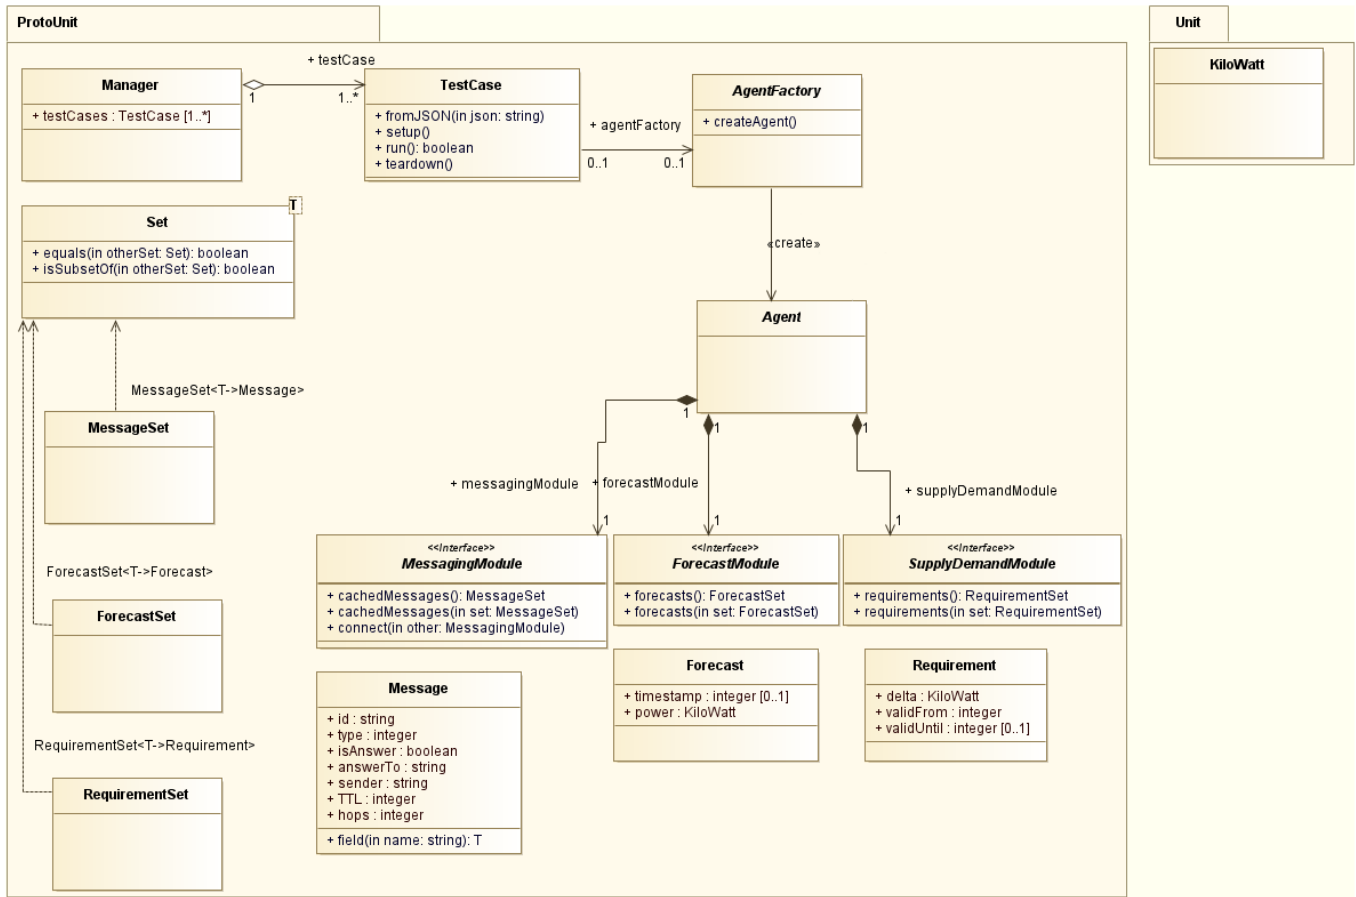 ProtoUnit
Unit
Manager
+ testCases : TestCase [1..*]
+ testCase
1
1..*
TestCase
+ fromJSON(in json: string)
+ setup()
+ run(): boolean
+ teardown()
+ agentFactory
0..1
0..1
AgentFactory
+ createAgent()
KiloWatt
T
Set
+ equals(in otherSet: Set): boolean
+ isSubsetOf(in otherSet: Set): boolean
«create»
Agent
MessageSet<T->Message>
MessageSet
1
1
1
+ messagingModule
+ forecastModule
+ supplyDemandModule
1
1
1
<<Interface>>
MessagingModule
+ cachedMessages(): MessageSet
+ cachedMessages(in set: MessageSet)
+ connect(in other: MessagingModule)
<<Interface>>
ForecastModule
+ forecasts(): ForecastSet
+ forecasts(in set: ForecastSet)
<<Interface>>
SupplyDemandModule
+ requirements(): RequirementSet
+ requirements(in set: RequirementSet)
ForecastSet<T->Forecast>
ForecastSet
Message
+ id : string
+ type : integer
+ isAnswer : boolean
+ answerTo : string
+ sender : string
+ TTL : integer
+ hops : integer
+ field(in name: string): T
Forecast
+ timestamp : integer [0..1]
+ power : KiloWatt
Requirement
+ delta : KiloWatt
+ validFrom : integer
+ validUntil : integer [0..1]
RequirementSet<T->Requirement>
RequirementSet